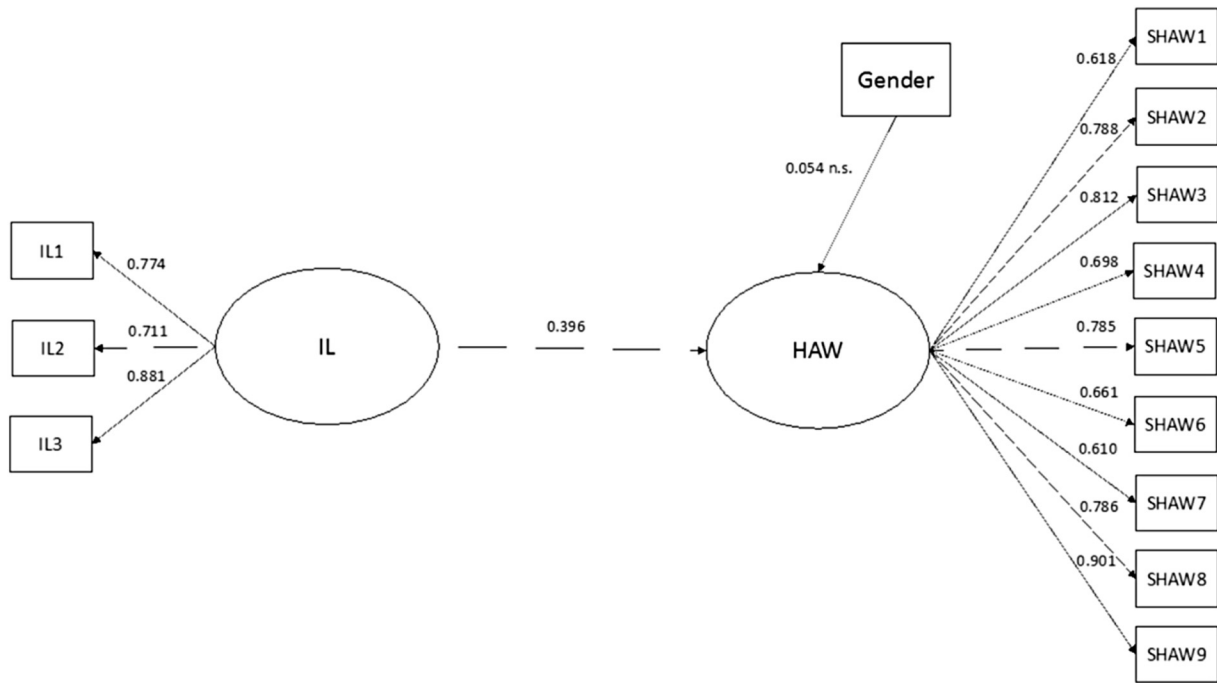 SHAW1
0.618
Gender
SHAW2
0.788
0.054 n.s.
SHAW3
0.812
IL1
0.774
SHAW4
0.698
IL2
0.711
IL
0.396
HAW
SHAW5
0.785
0.881
SHAW6
0.661
IL3
0.610
SHAW7
0.786
0.901
SHAW8
SHAW9